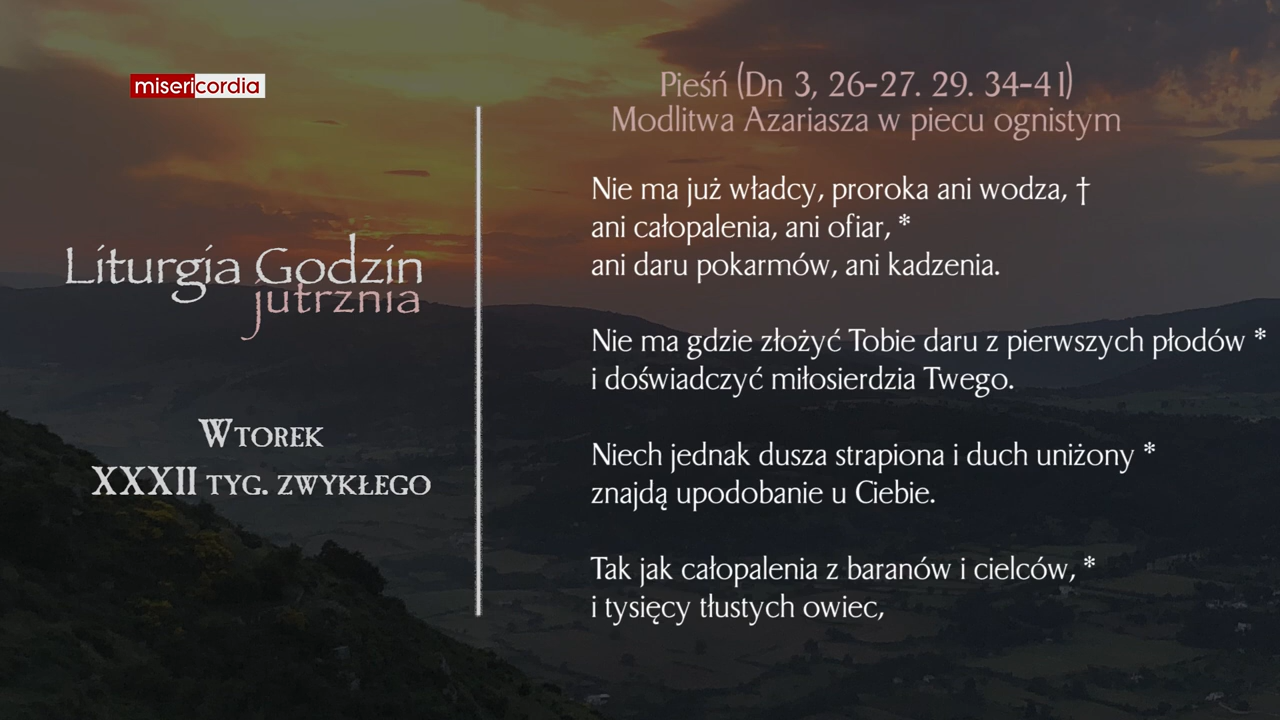 misericordia
Liturgia Godzin
jutrznia
Wtorek
XXXII tyg. zwykłego
Pieśń (Dn 3, 26-27. 29. 34-41)
Modlitwa Azariasza w piecu ognistym
Nie ma już władcy, proroka ani wodza, †
ani całopalenia, ani ofiar, *
ani daru pokarmów, ani kadzenia.
Nie ma gdzie złożyć Tobie daru z pierwszych płodów *
i doświadczyć miłosierdzia Twego.
Niech jednak dusza strapiona i duch uniżony *
znajdą upodobanie u Ciebie.
Tak jak całopalenia z baranów i cielców, *
i tysięcy tłustych owiec,